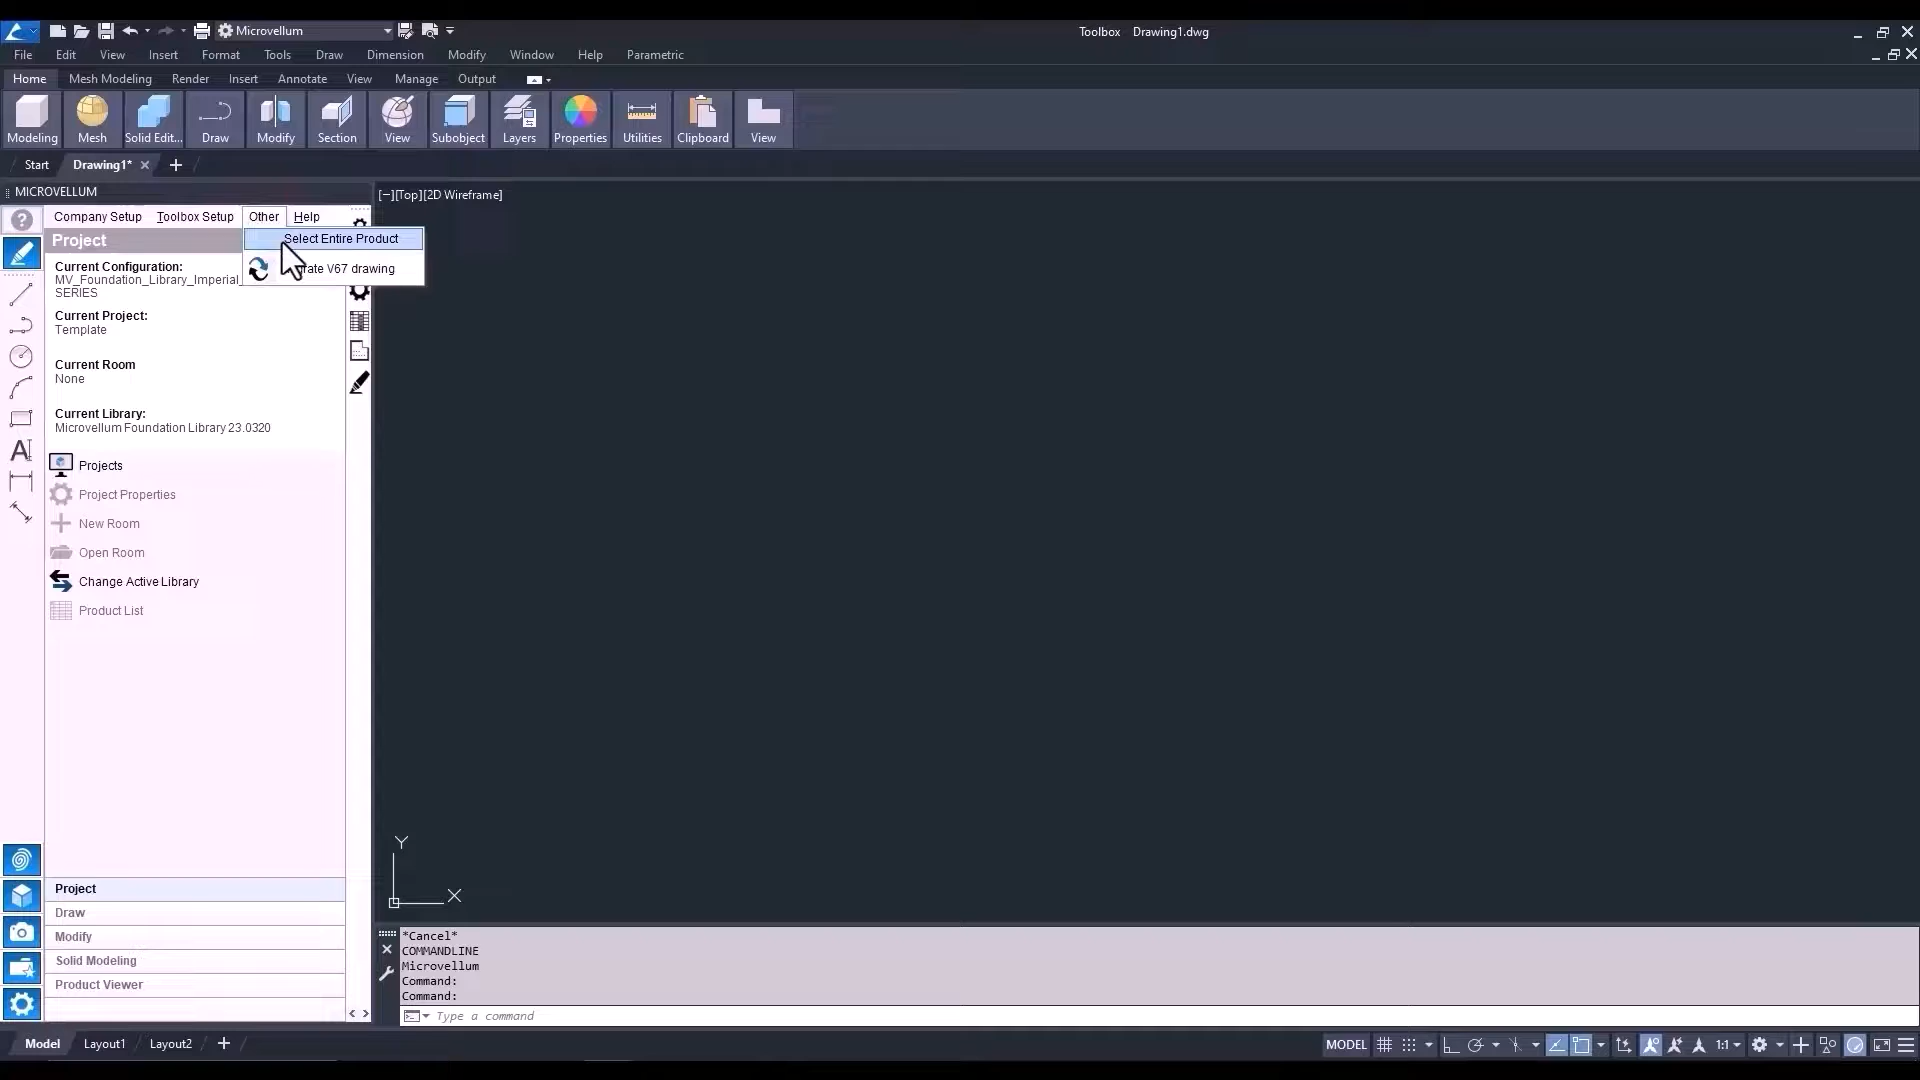 Microvellum
Toolbox Drawing1.dwg
File Edit View Insert Format Tools Draw Dimension Modify Window Help Parametric
Home Mesh Modeling Render Insert Annotate View Manage Output
Modeling Mesh Solid Edit... Draw Modify Section View Subobject Layers Properties Utilities Clipboard View
Start Drawing1*
MICROVELLUM
[−][Top][2D Wireframe]
Company Setup Toolbox Setup Other Help
Project
Select Entire Product
V67 drawing
Current Configuration:
MV_Foundation_Library_Imperial_
SERIES
Current Project:
Template
Current Room
None
Current Library:
Microvellum Foundation Library 23.0320
Projects
Project Properties
New Room
Open Room
Change Active Library
Product List
Y
X
Project
Draw
Modify
Solid Modeling
Product Viewer
*Cancel*
COMMANDLINE
Microvellum
Command:
Command:
Type a command
Model Layout1 Layout2
MODEL 1:1